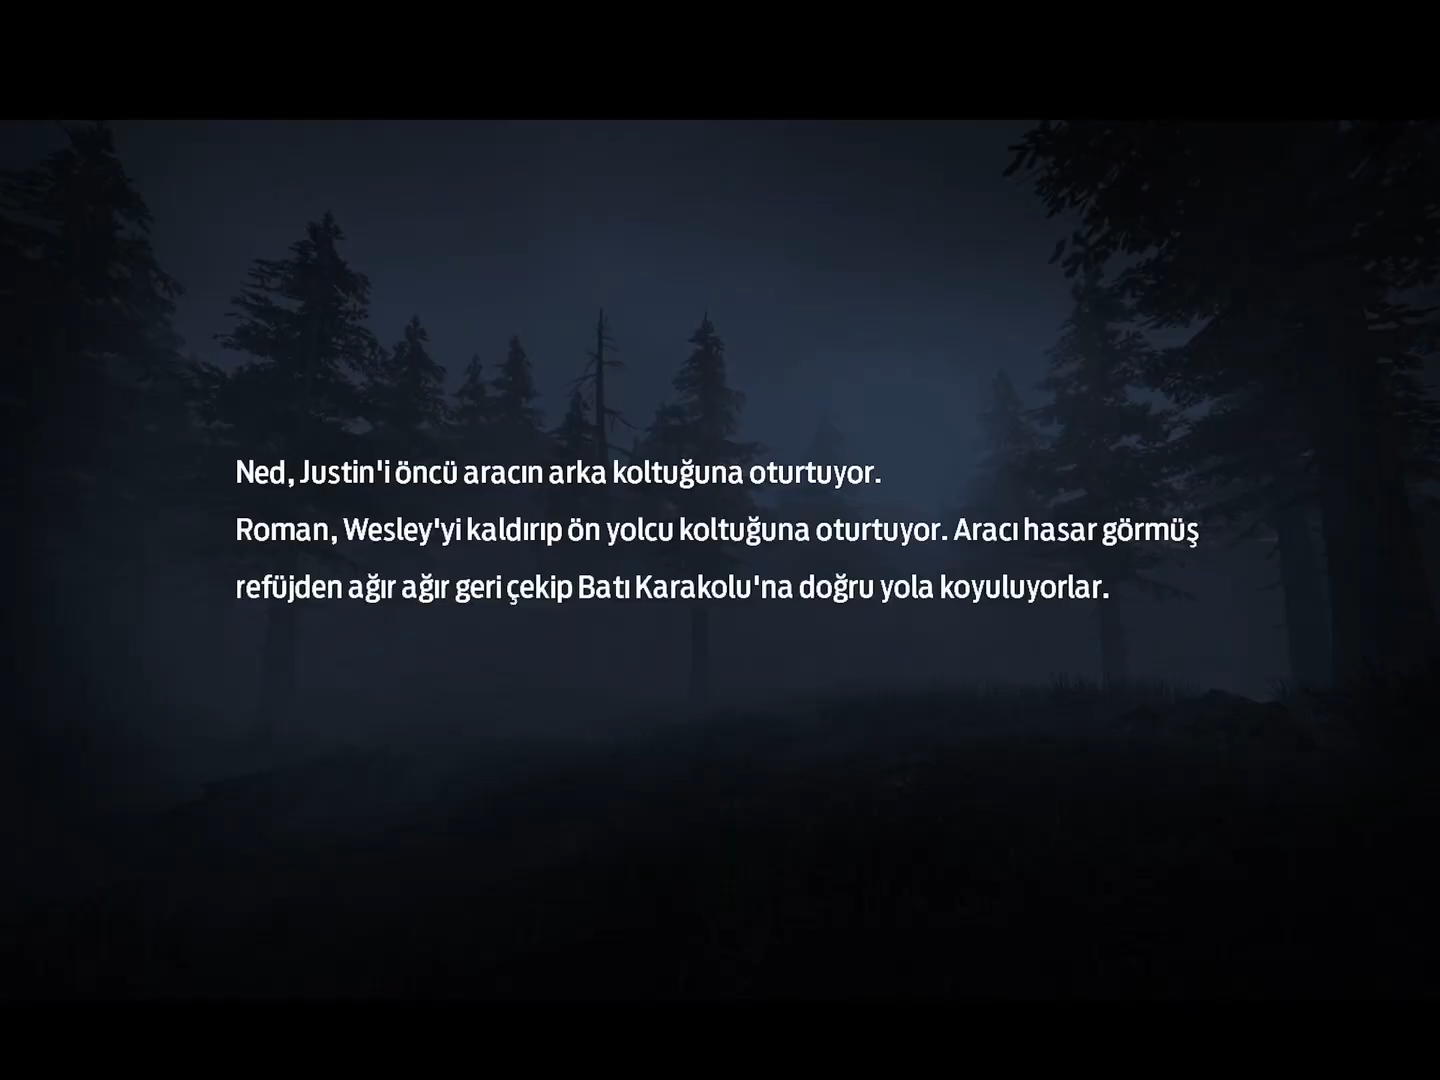 Ned, Justin'i öncü aracın arka koltuğuna oturtuyor.
Roman, Wesley'yi kaldırıp ön yolcu koltuğuna oturtuyor. Aracı hasar görmüş
refüjden ağır ağır geri çekip Batı Karakolu'na doğru yola koyuluyorlar.